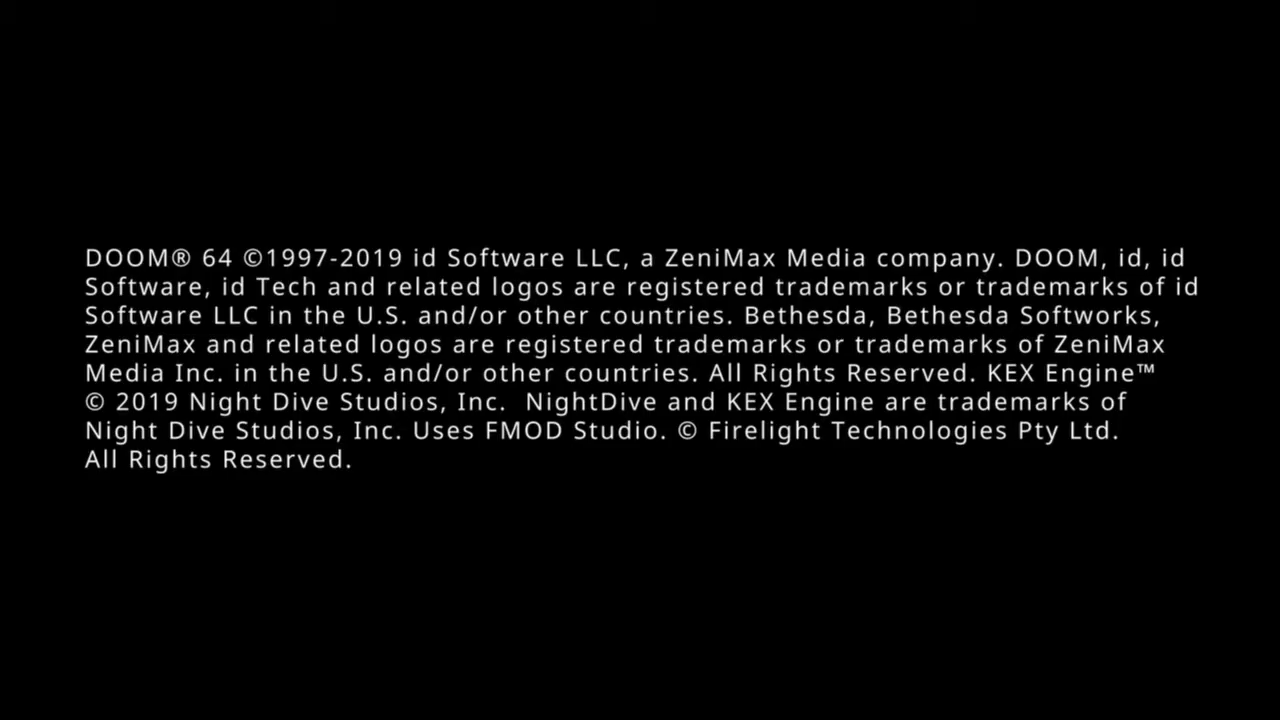 DOOM® 64 ©1997-2019 id Software LLC, a ZeniMax Media company. DOOM, id, id
Software, id Tech and related logos are registered trademarks or trademarks of id
Software LLC in the U.S. and/or other countries. Bethesda, Bethesda Softworks,
ZeniMax and related logos are registered trademarks or trademarks of ZeniMax
Media Inc. in the U.S. and/or other countries. All Rights Reserved. KEX Engine™
© 2019 Night Dive Studios, Inc.  NightDive and KEX Engine are trademarks of
Night Dive Studios, Inc. Uses FMOD Studio. © Firelight Technologies Pty Ltd.
All Rights Reserved.